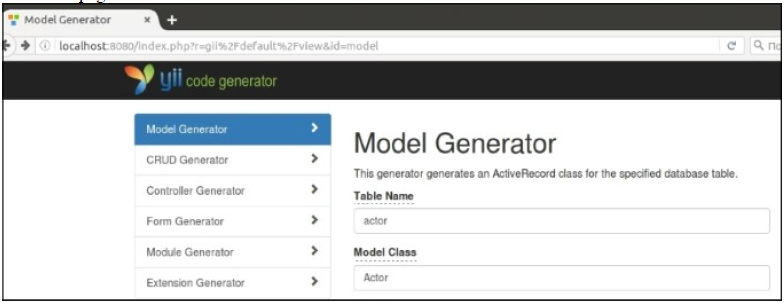 Model Generator
localhost:8080/index.php?r=gii%2Fdefault%2Fview&id=model
yii code generator
Model Generator
CRUD Generator
Controller Generator
Form Generator
Module Generator
Extension Generator
Model Generator
This generator generates an ActiveRecord class for the specified database table.
Table Name
actor
Model Class
Actor